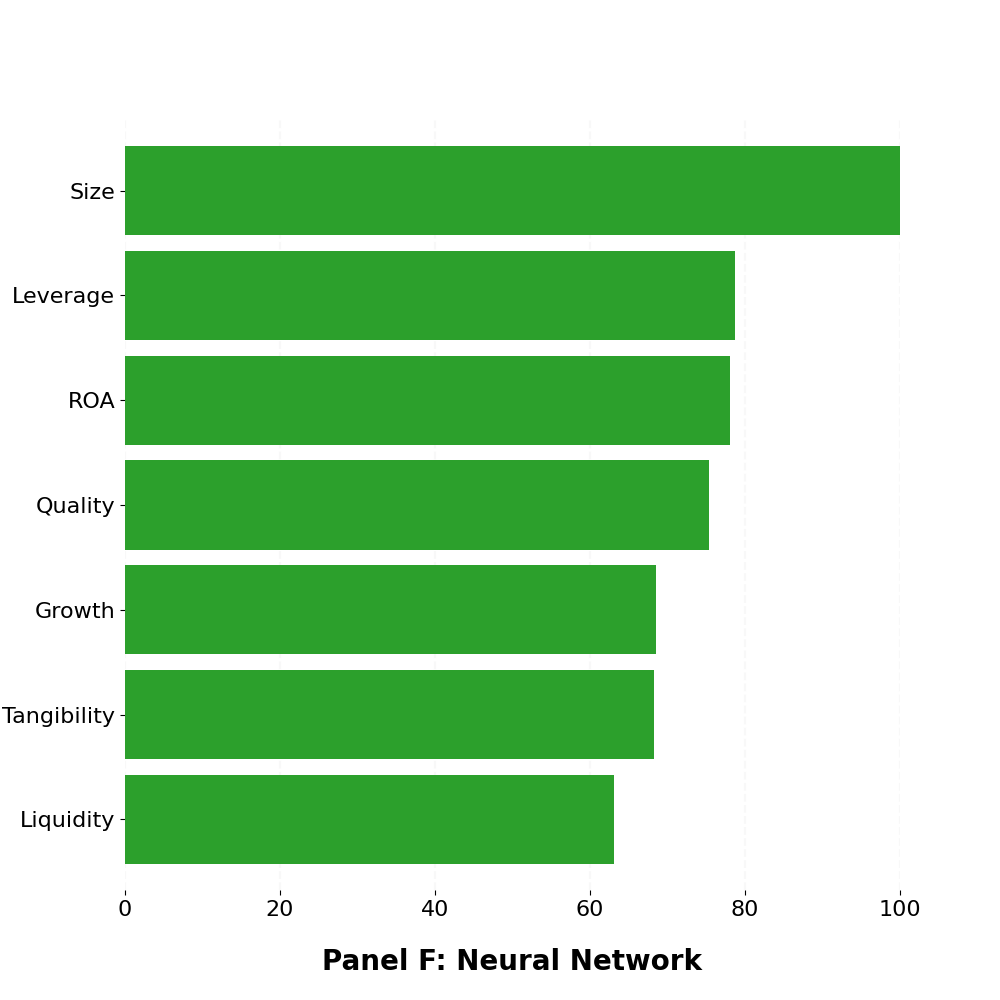 Size
Leverage
ROA
Quality
Growth
Tangibility
Liquidity
0 20 40 60 80 100
Panel F: Neural Network